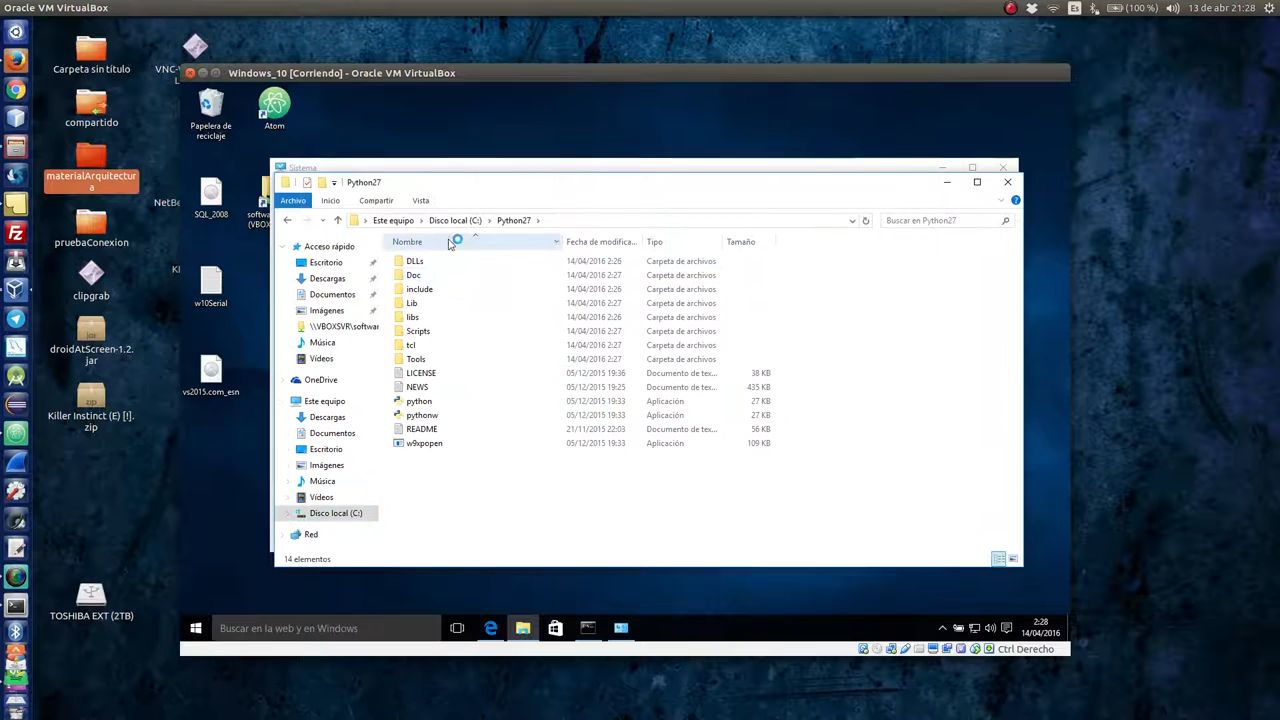 Oracle VM VirtualBox
Es
(100 %)
13 de abr 21:28
Carpeta sin título
compartido
materialArquitectur
a
pruebaConexion
clipgrab
droidAtScreen-1.2.
jar
Killer Instinct (E) [!].
zip
TOSHIBA EXT (2TB)
Windows_10 [Corriendo] - Oracle VM VirtualBox
Papelera de
reciclaje
Atom
SQL_2008
w10Serial
vs2015.com_esn
Sistema
Python27
Archivo
Inicio
Compartir
Vista
Este equipo
Disco local (C:)
Python27
Buscar en Python27
Acceso rápido
Escritorio
Descargas
Documentos
Imágenes
\\VBOXSVR\softwar
Música
Vídeos
OneDrive
Este equipo
Descargas
Documentos
Escritorio
Imágenes
Música
Vídeos
Disco local (C:)
Red
Nombre Fecha de modifica... Tipo Tamaño
DLLs 14/04/2016 2:26 Carpeta de archivos
Doc 14/04/2016 2:27 Carpeta de archivos
include 14/04/2016 2:26 Carpeta de archivos
Lib 14/04/2016 2:27 Carpeta de archivos
libs 14/04/2016 2:26 Carpeta de archivos
Scripts 14/04/2016 2:27 Carpeta de archivos
tcl 14/04/2016 2:27 Carpeta de archivos
Tools 14/04/2016 2:27 Carpeta de archivos
LICENSE 05/12/2015 19:36 Documento de tex... 38 KB
NEWS 05/12/2015 19:25 Documento de tex... 435 KB
python 05/12/2015 19:33 Aplicación 27 KB
pythonw 05/12/2015 19:33 Aplicación 27 KB
README 21/11/2015 22:03 Documento de tex... 56 KB
w9xpopen 05/12/2015 19:33 Aplicación 109 KB
14 elementos
Buscar en la web y en Windows
2:28
14/04/2016
Ctrl Derecho